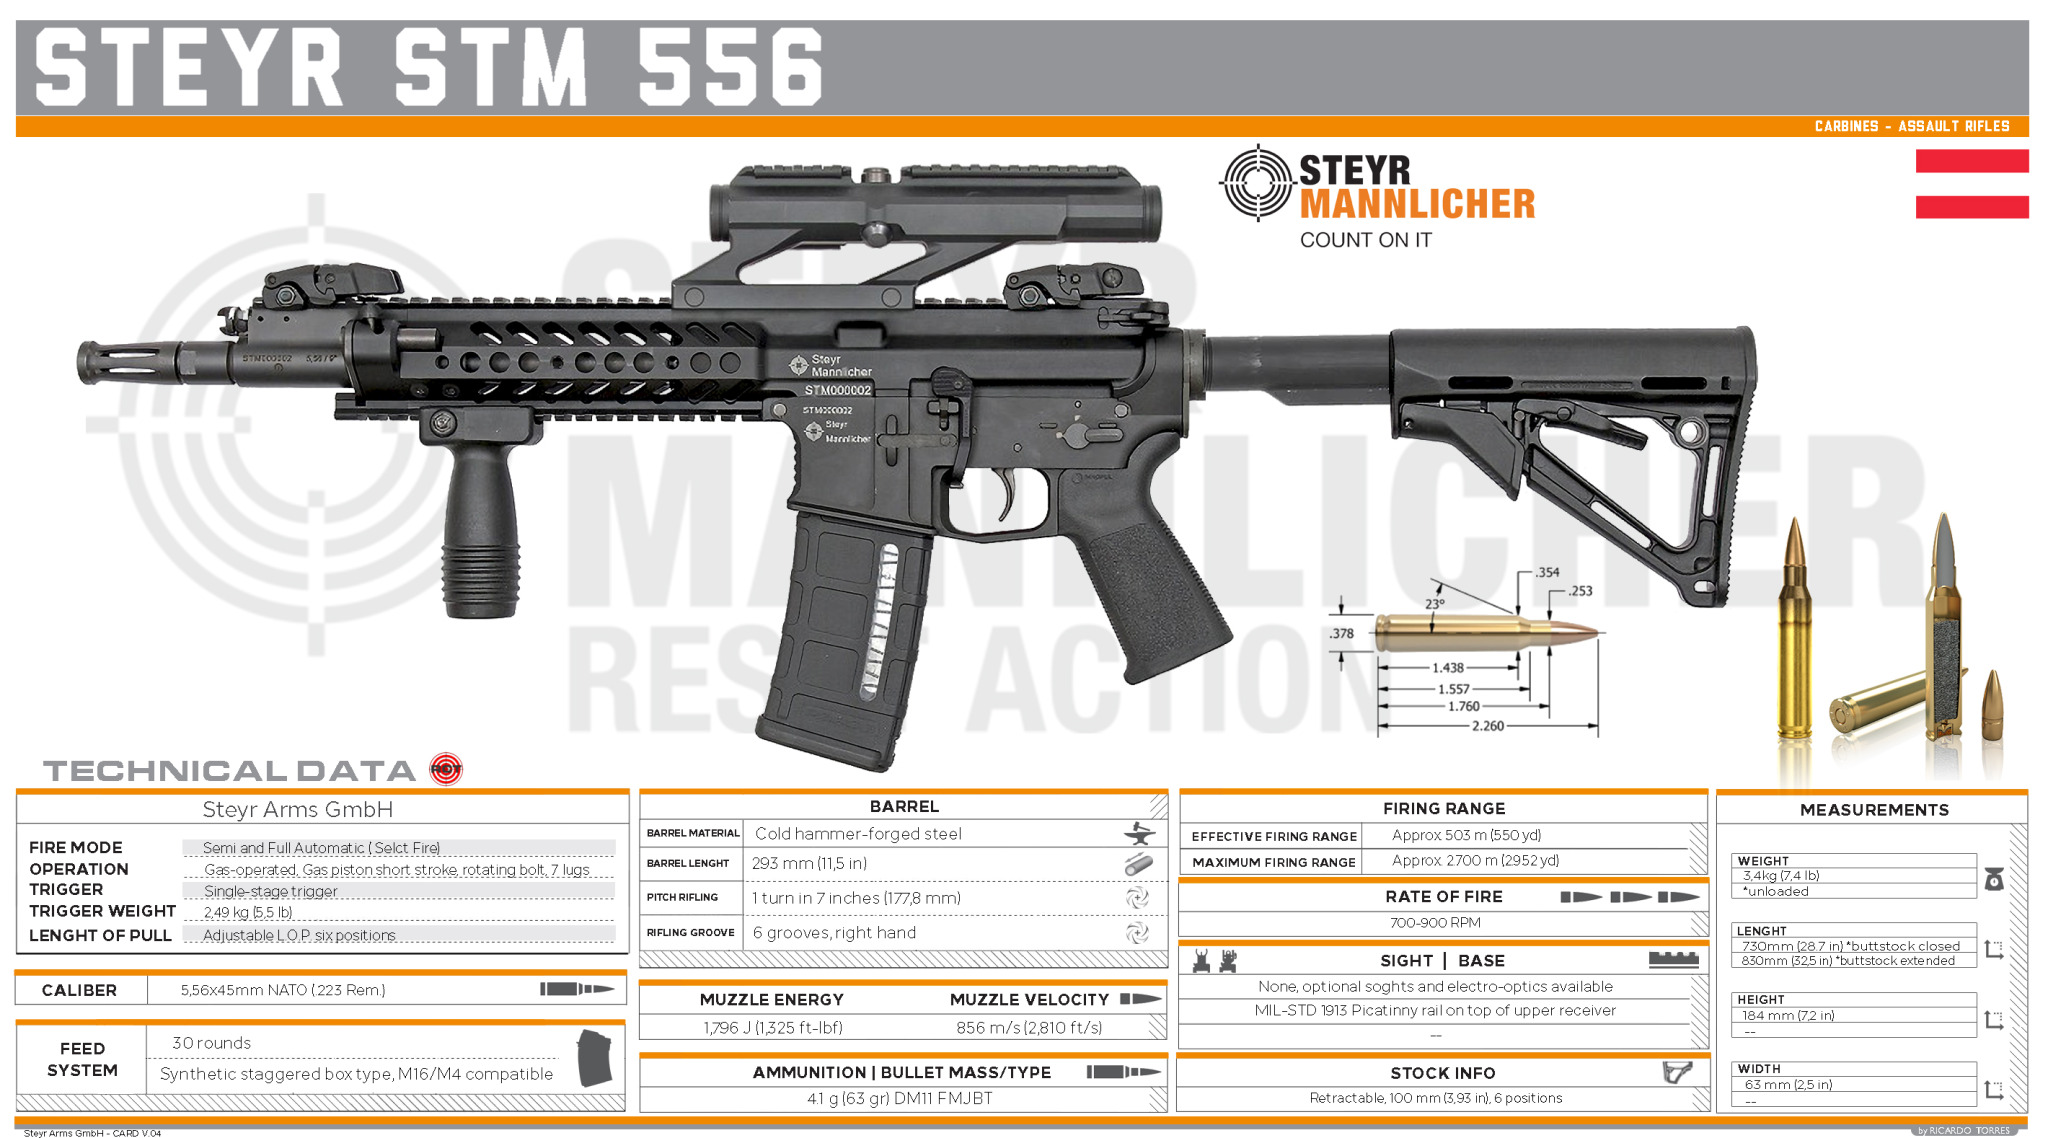 STEYR STM 556
CARBINES - ASSAULT RIFLES
STEYR
MANNLICHER
COUNT ON IT
STEYR
MANNLICHER
STM000002 5,56 / 9"
Steyr
Mannlicher
STM000002
STM000002
Steyr
Mannlicher
MAGPUL
.354
.253
23°
.378
1.438
1.557
1.760
2.260
TECHNICAL DATA
Steyr Arms GmbH
FIRE MODE Semi and Full Automatic ( Selct Fire)
OPERATION Gas-operated, Gas piston short stroke, rotating bolt, 7 lugs
TRIGGER Single-stage trigger
TRIGGER WEIGHT 2,49 kg (5,5 lb)
LENGHT OF PULL Adjustable L.O.P. six positions
CALIBER 5,56x45mm NATO (.223 Rem.)
FEED SYSTEM
30 rounds
Synthetic staggered box type, M16/M4 compatible
BARREL
BARREL MATERIAL Cold hammer-forged steel
BARREL LENGHT 293 mm (11,5 in)
PITCH RIFLING 1 turn in 7 inches (177,8 mm)
RIFLING GROOVE 6 grooves, right hand
MUZZLE ENERGY MUZZLE VELOCITY
1,796 J (1,325 ft-lbf) 856 m/s (2,810 ft/s)
AMMUNITION | BULLET MASS/TYPE
4.1 g (63 gr) DM11 FMJBT
FIRING RANGE
EFFECTIVE FIRING RANGE Approx. 503 m (550 yd)
MAXIMUM FIRING RANGE Approx. 2700 m (2952 yd)
RATE OF FIRE
700-900 RPM
SIGHT | BASE
None, optional soghts and electro-optics available
MIL-STD 1913 Picatinny rail on top of upper receiver
--
STOCK INFO
Retractable, 100 mm (3,93 in), 6 positions
MEASUREMENTS
WEIGHT
3,4kg (7,4 lb)
*unloaded
LENGHT
730mm (28.7 in) *buttstock closed
830mm (32,5 in) *buttstock extended
HEIGHT
184 mm (7,2 in)
--
WIDTH
63 mm (2,5 in)
--
Steyr Arms GmbH - CARD V.04
by RICARDO TORRES